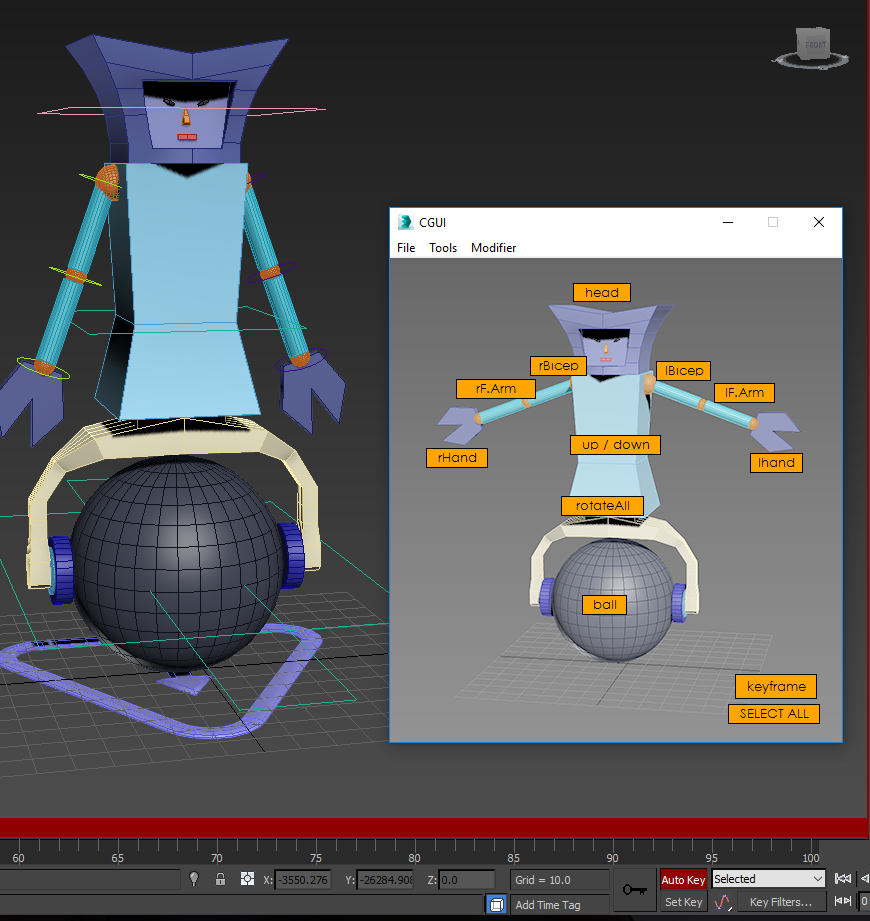 FRONT
CGUI
File Tools Modifier
head
rBicep
lBicep
rF.Arm
lF.Arm
rHand
up / down
lhand
rotateAll
ball
keyframe
SELECT ALL
60 65 70 75 80 85 90 95 100
X: -3550.276 Y: -26284.908 Z: 0.0 Grid = 10.0 Auto Key Selected
Add Time Tag Set Key Key Filters... 0